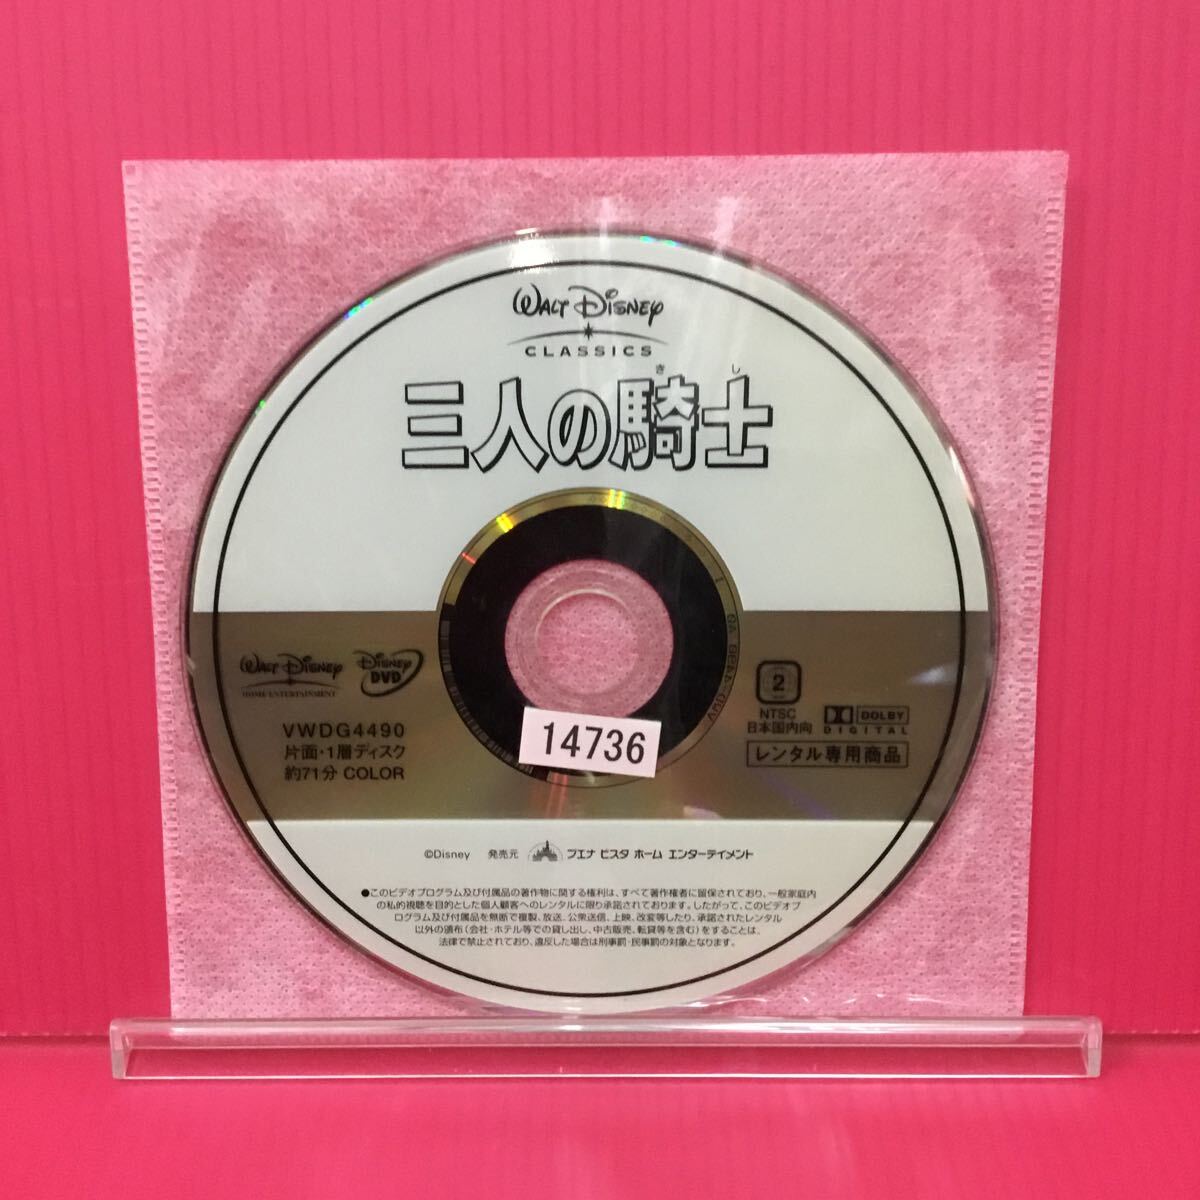 WALT DISNEY
CLASSICS
きし
三人の騎士
WALT DISNEY
HOME ENTERTAINMENT
DISNEY
DVD
VWDG4490
片面・1層ディスク
約71分 COLOR
14736
2
NTSC
日本国内向
DOLBY
DIGITAL
レンタル専用商品
©Disney 発売元 ブエナ ビスタ ホーム エンターテイメント
●このビデオプログラム及び付属品の著作物に関する権利は、すべて著作権者に留保されており、一般家庭内
の私的視聴を目的とした個人顧客へのレンタルに限り承諾されております。したがって、このビデオプ
ログラム及び付属品を無断で複製、放送、公衆送信、上映、改変等したり、承諾されたレンタル
以外の頒布(会社・ホテル等での貸し出し、中古販売、転貸等を含む)をすることは、
法律で禁止されており、違反した場合は刑事罰・民事罰の対象となります。